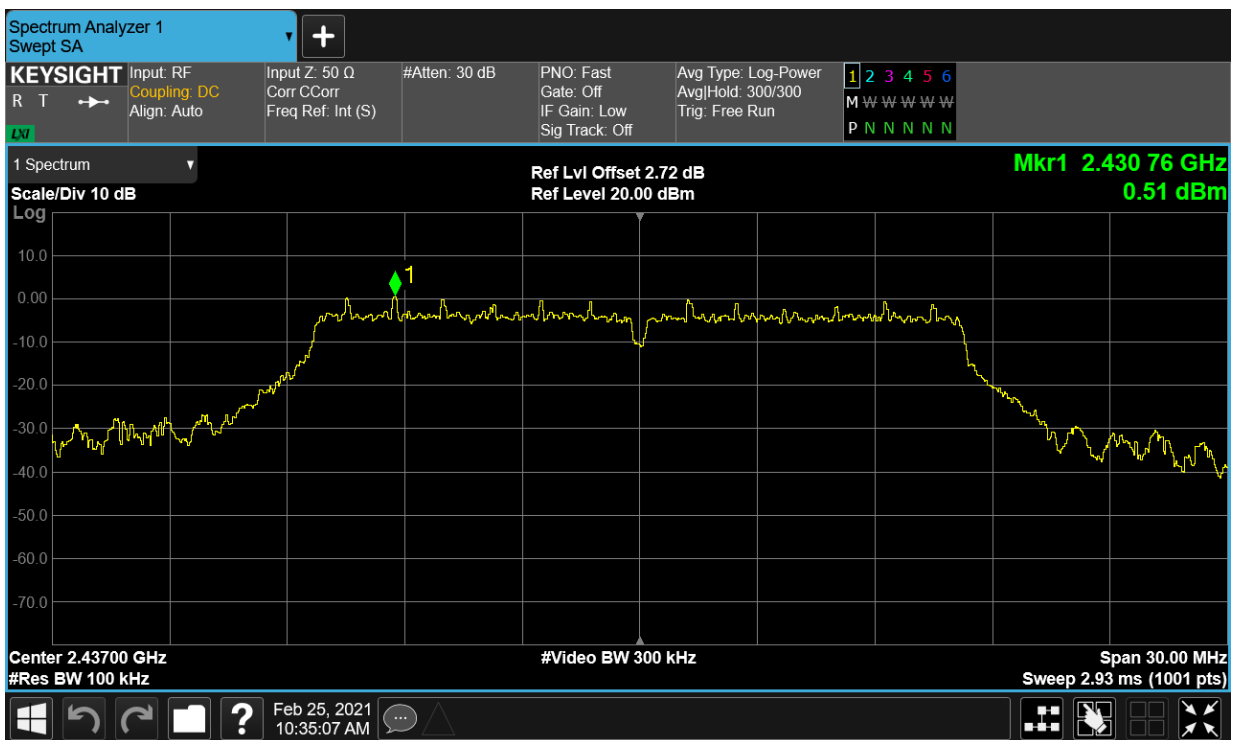 Spectrum Analyzer 1
Swept SA
KEYSIGHT
R T
LXI
Input: RF
Coupling: DC
Align: Auto
Input Z: 50 Ω
Corr CCorr
Freq Ref: Int (S)
#Atten: 30 dB
PNO: Fast
Gate: Off
IF Gain: Low
Sig Track: Off
Avg Type: Log-Power
Avg|Hold: 300/300
Trig: Free Run
1 2 3 4 5 6
M W W W W W
P N N N N N
1 Spectrum
Scale/Div 10 dB
Log
Ref Lvl Offset 2.72 dB
Ref Level 20.00 dBm
Mkr1 2.430 76 GHz
0.51 dBm
1
10.0
0.00
-10.0
-20.0
-30.0
-40.0
-50.0
-60.0
-70.0
Center 2.43700 GHz
#Res BW 100 kHz
#Video BW 300 kHz
Span 30.00 MHz
Sweep 2.93 ms (1001 pts)
?
Feb 25, 2021
10:35:07 AM